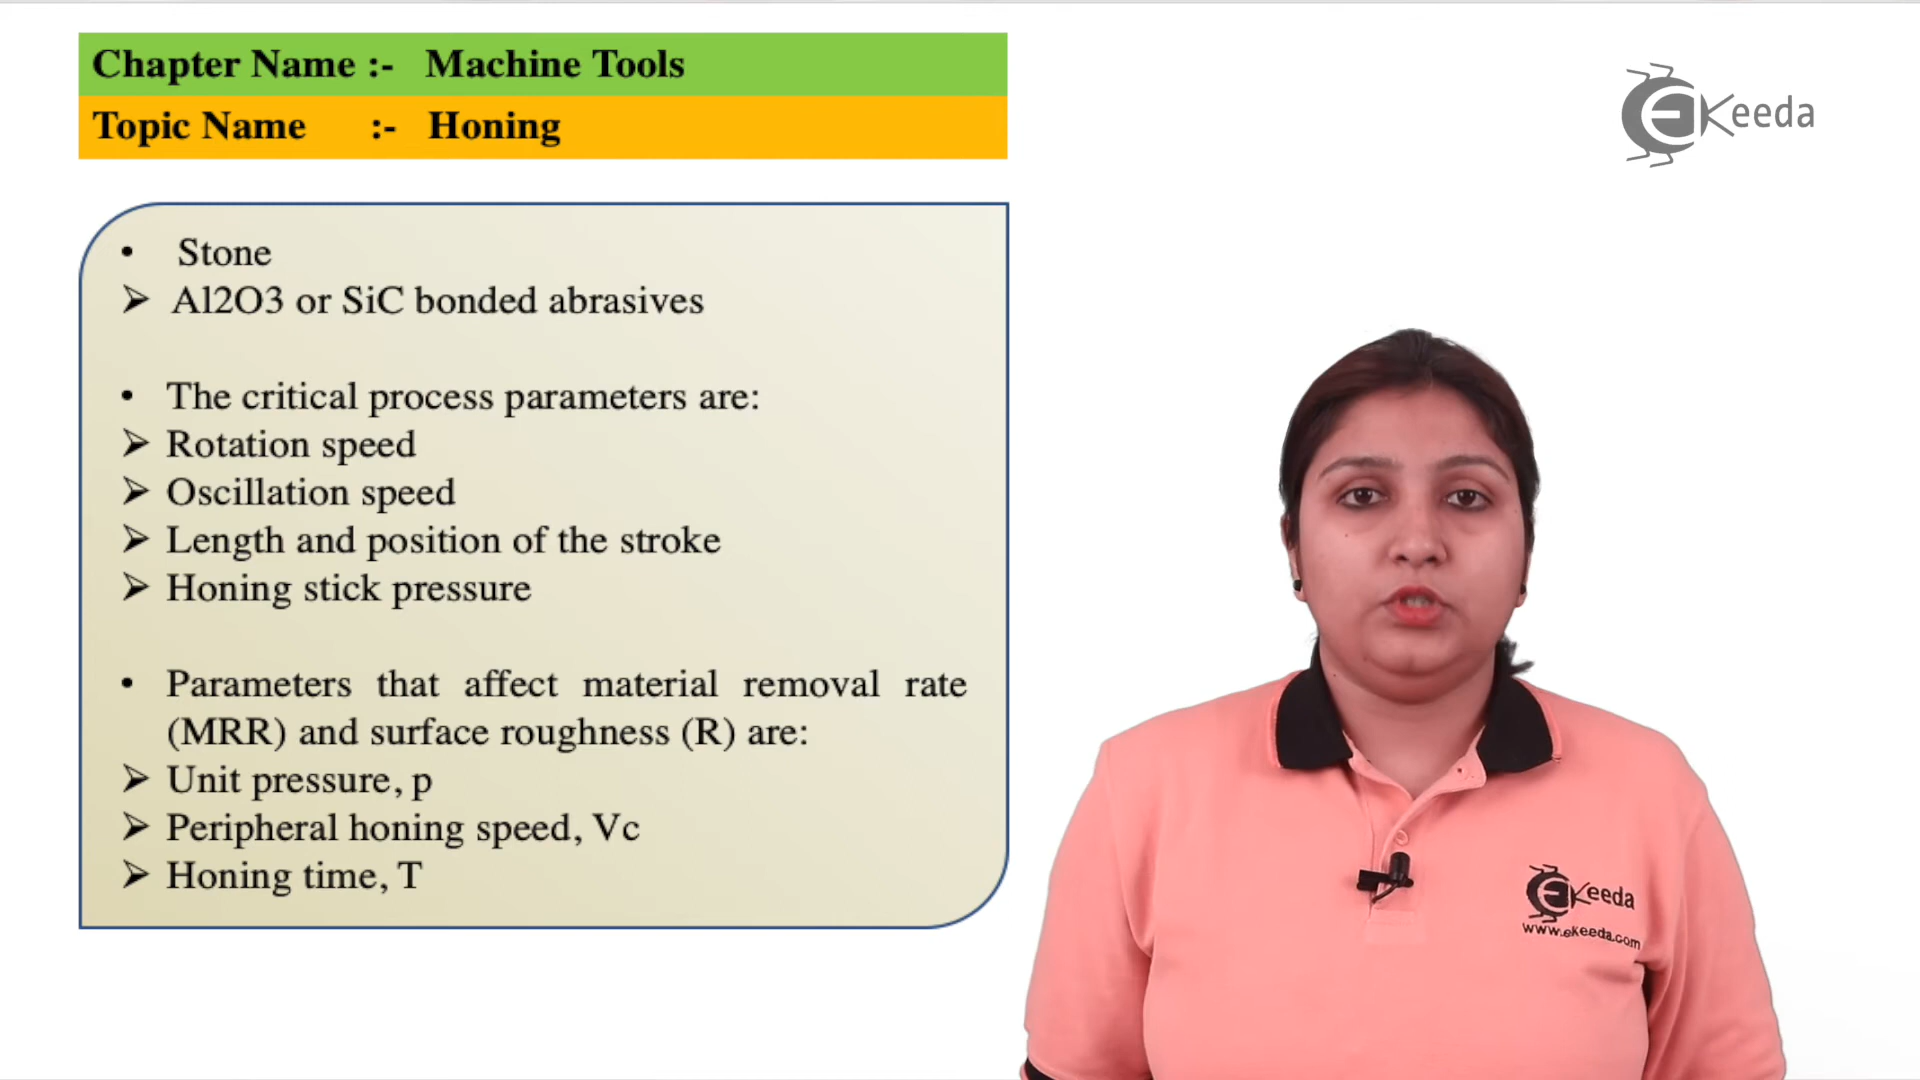 Chapter Name :- Machine Tools
Topic Name :- Honing
Keeda
• Stone
➢ Al2O3 or SiC bonded abrasives
• The critical process parameters are:
➢ Rotation speed
➢ Oscillation speed
➢ Length and position of the stroke
➢ Honing stick pressure
• Parameters that affect material removal rate
(MRR) and surface roughness (R) are:
➢ Unit pressure, p
➢ Peripheral honing speed, Vc
➢ Honing time, T
Keeda
www.ekeeda.com